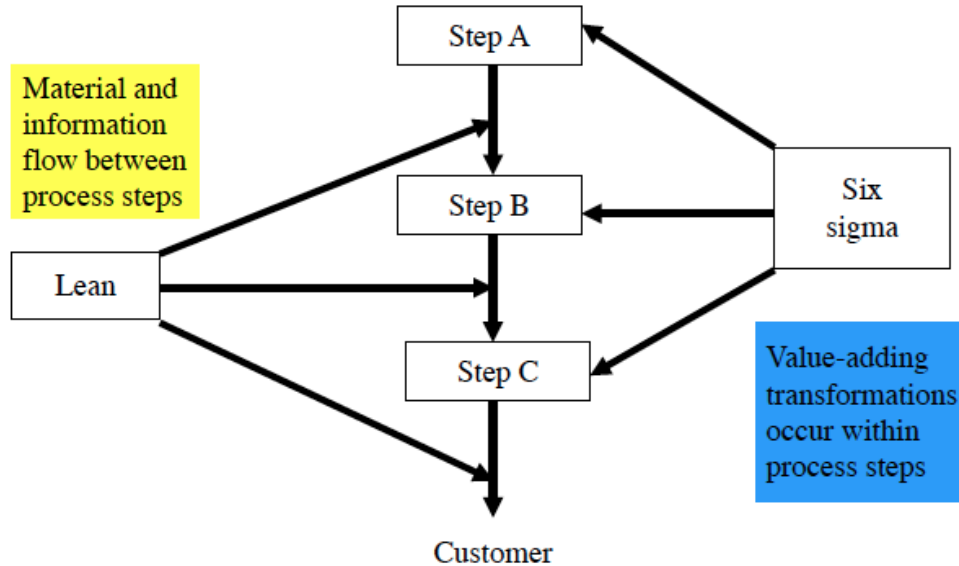 Step A
Material and
information
flow between
process steps
Step B
Six
sigma
Lean
Step C
Value-adding
transformations
occur within
process steps
Customer